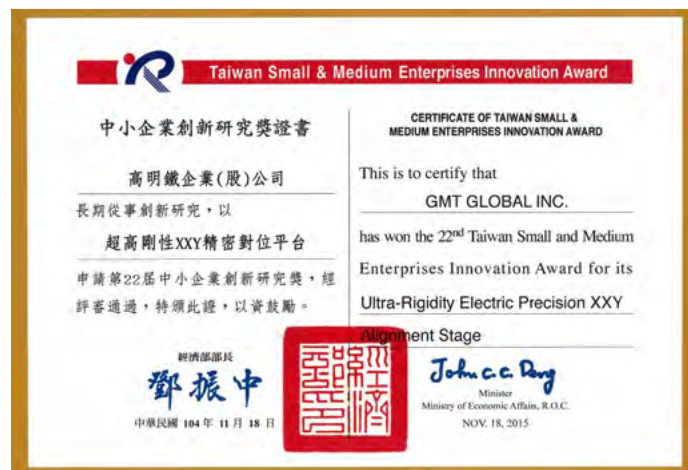 Taiwan Small & Medium Enterprises Innovation Award
中小企業創新研究獎證書
高明鐵企業(股)公司
長期從事創新研究，以
超高剛性XXY精密對位平台
申請第22屆中小企業創新研究獎，經
評審通過，特頒此證，以資鼓勵。
經濟部部長
鄧振中
中華民國 104 年 11 月 18 日
經濟部印
CERTIFICATE OF TAIWAN SMALL &
MEDIUM ENTERPRISES INNOVATION AWARD
This is to certify that
GMT GLOBAL INC.
has won the 22nd Taiwan Small and Medium
Enterprises Innovation Award for its
Ultra-Rigidity Electric Precision XXY
Alignment Stage
John C.C. Deng
Minister
Ministry of Economic Affairs, R.O.C.
NOV. 18, 2015